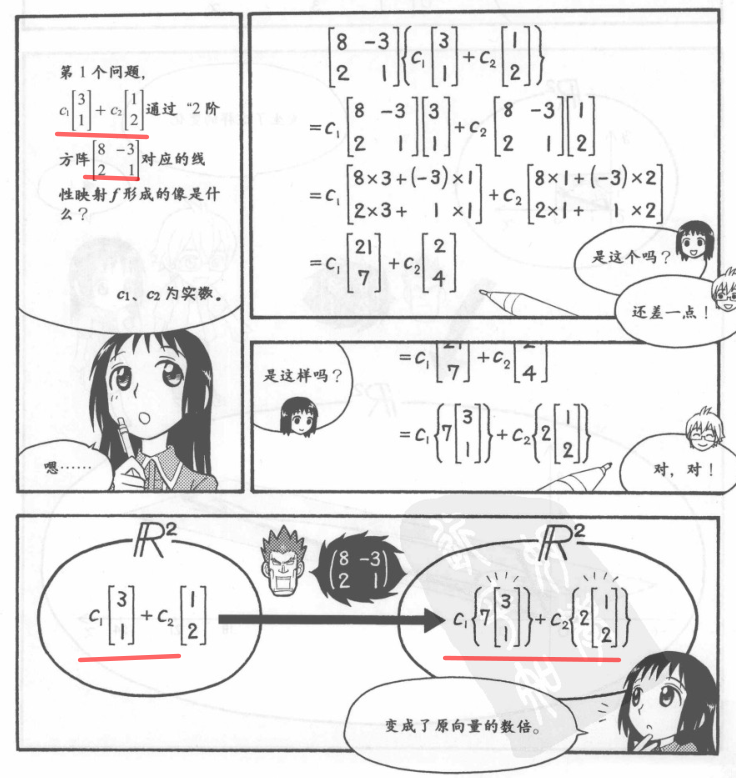 第1个问题，
c₁[3 1]+c₂[1 2]通过“2阶
方阵[8 -3 2 1]对应的线
性映射f形成的像是什
么？
c₁、c₂为实数。
嗯……
[8 -3 2 1]{c₁[3 1]+c₂[1 2]}
=c₁[8 -3 2 1][3 1]+c₂[8 -3 2 1][1 2]
=c₁[8×3+(-3)×1 2×3+ 1 ×1]+c₂[8×1+(-3)×2 2×1+ 1 ×2]
=c₁[21 7]+c₂[2 4]
是这个吗？
还差一点！
是这样吗？
=c₁[21 7]+c₂[2 4]
=c₁{7[3 1]}+c₂{2[1 2]}
对，对！
ℝ²
c₁[3 1]+c₂[1 2]
(8 -3 2 1)
ℝ²
c₁{7[3 1]}+c₂{2[1 2]}
变成了原向量的数倍。